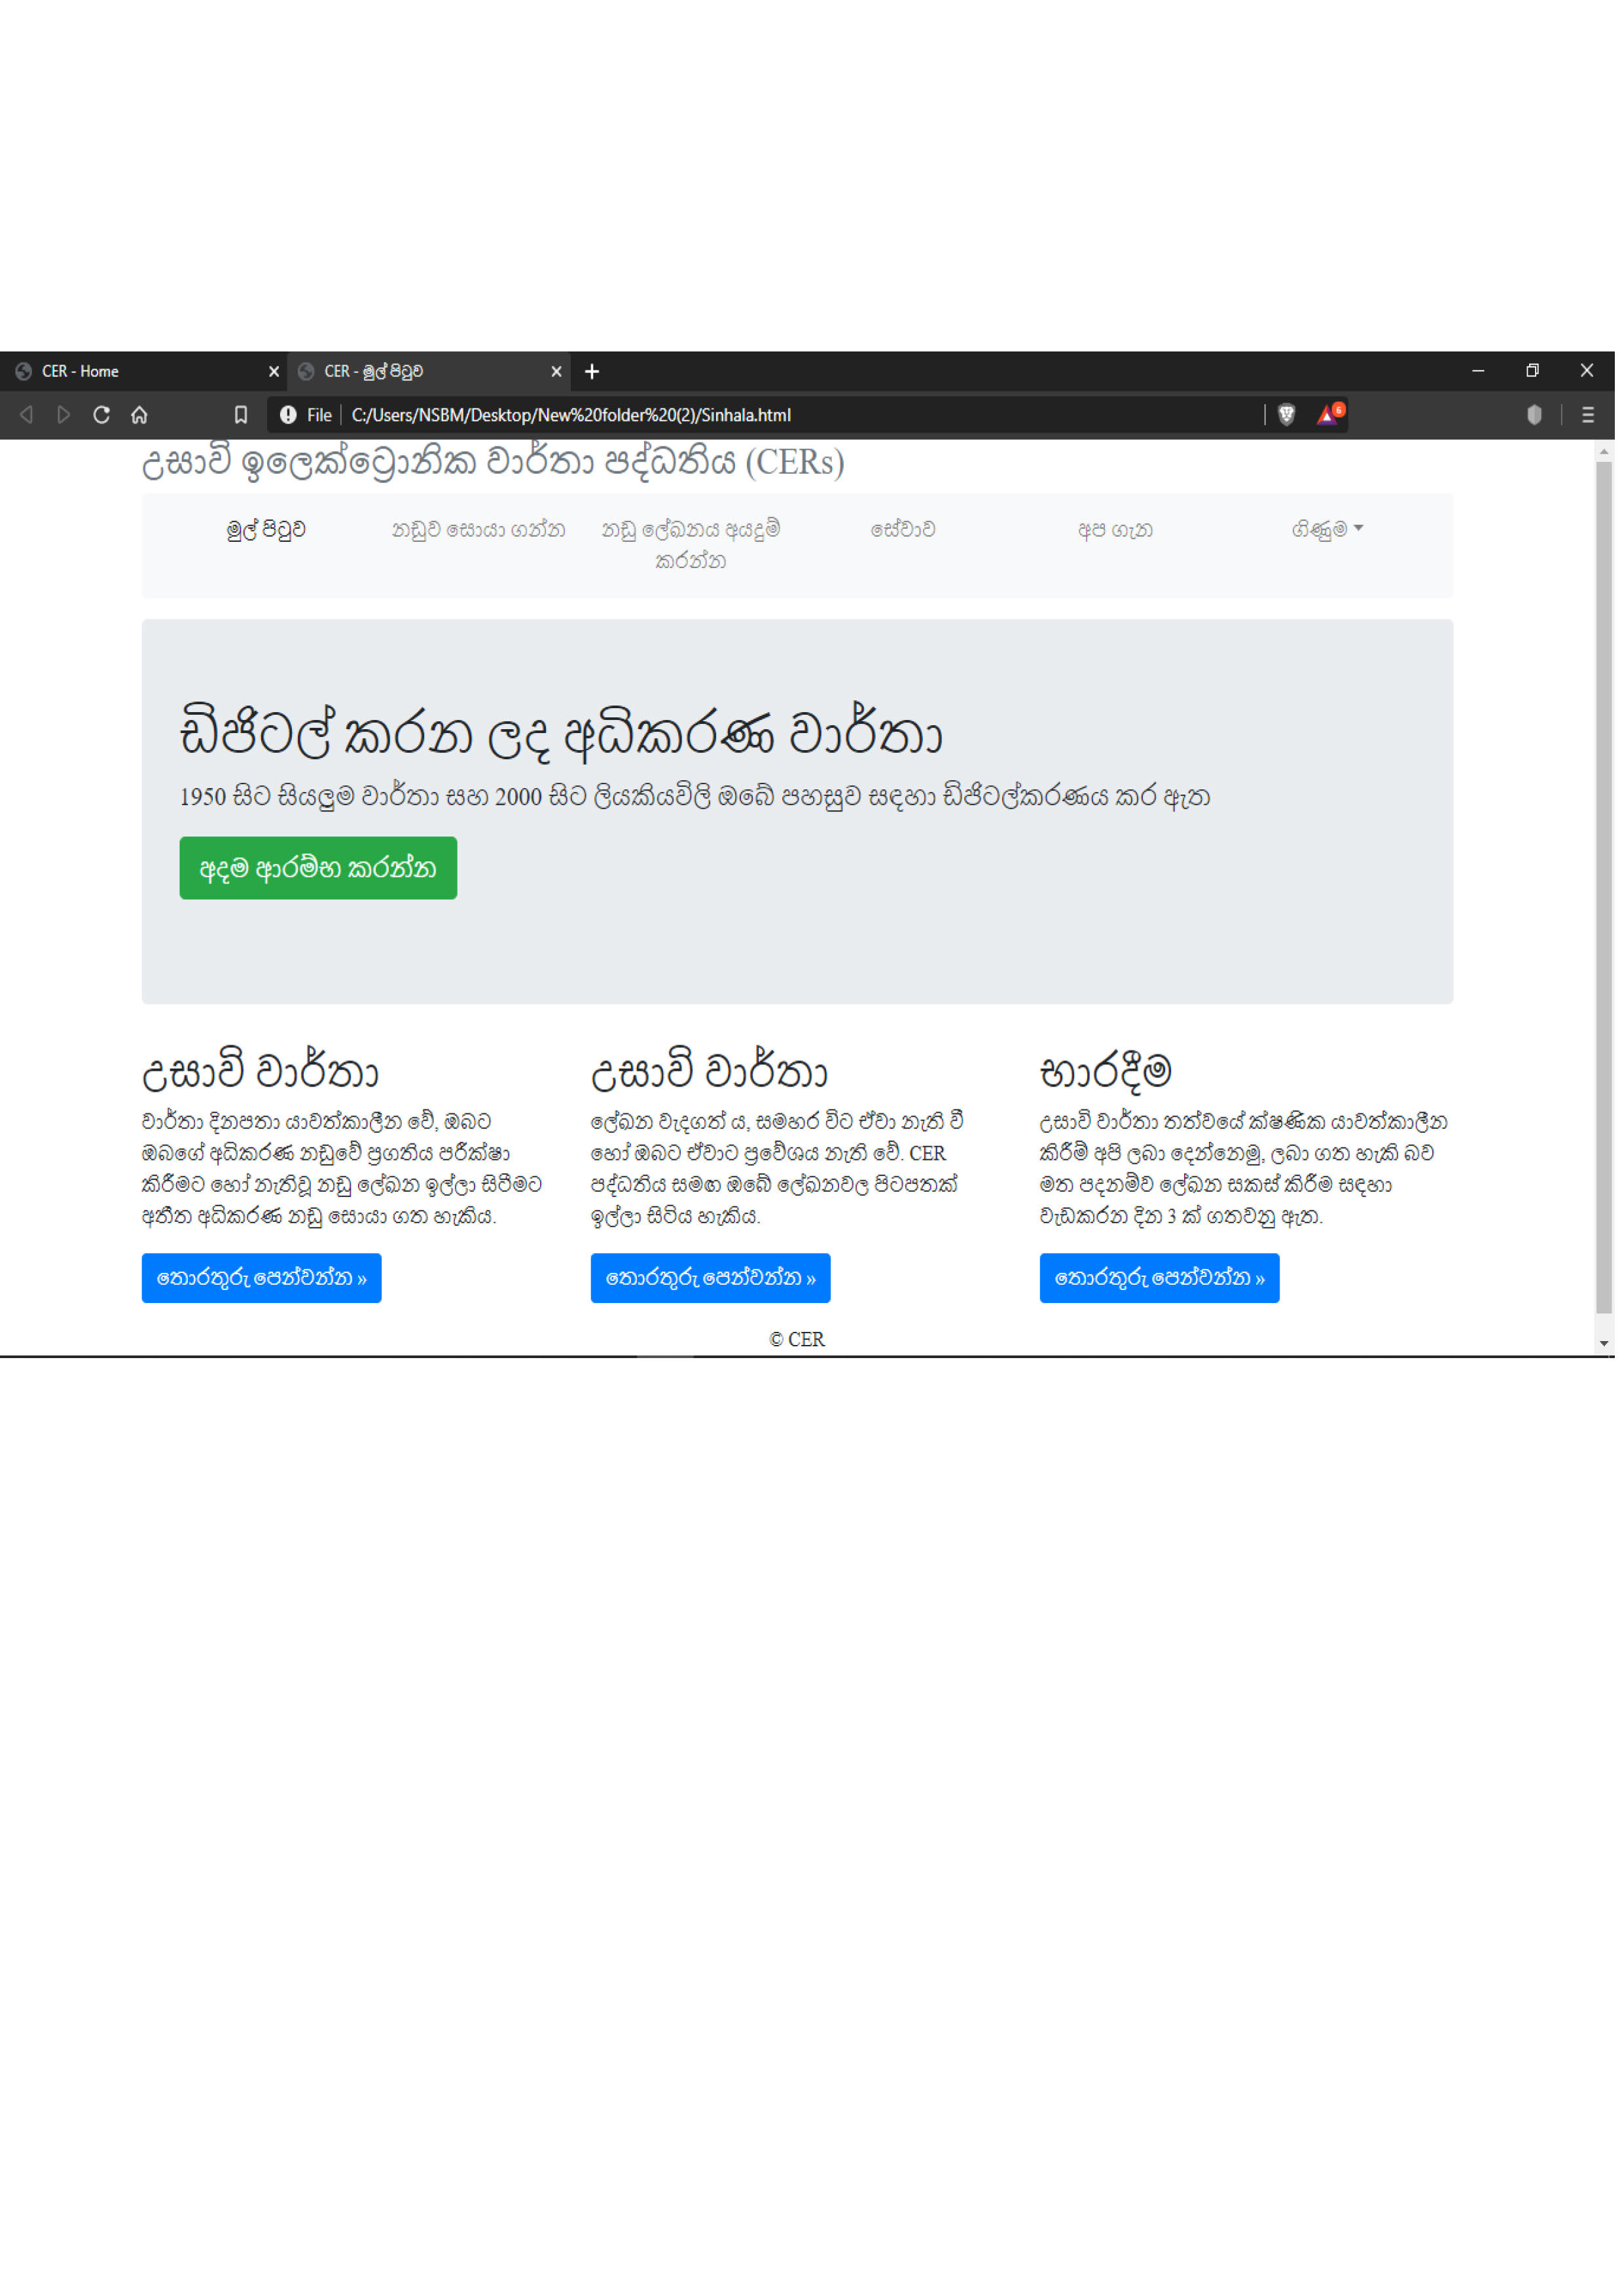 CER - Home
CER - මුල් පිටුව
File C:/Users/NSBM/Desktop/New%20folder%20(2)/Sinhala.html
6
උසාවි ඉලෙක්ට්‍රොනික වාර්තා පද්ධතිය (CERs)
මුල් පිටුව
නඩුව සොයා ගන්න
නඩු ලේඛනය අයදුම්
කරන්න
සේවාව
අප ගැන
ගිණුම
ඩිජිටල් කරන ලද අධිකරණ වාර්තා
1950 සිට සියලුම වාර්තා සහ 2000 සිට ලියකියවිලි ඔබේ පහසුව සඳහා ඩිජිටල්කරණය කර ඇත
අදම ආරම්භ කරන්න
උසාවි වාර්තා
වාර්තා දිනපතා යාවත්කාලීන වේ, ඔබට
ඔබගේ අධිකරණ නඩුවේ ප්‍රගතිය පරීක්ෂා
කිරීමට හෝ නැතිවූ නඩු ලේඛන ඉල්ලා සිටීමට
අතීත අධිකරණ නඩු සොයා ගත හැකිය.
තොරතුරු පෙන්වන්න »
උසාවි වාර්තා
ලේඛන වැදගත් ය, සමහර විට ඒවා නැති වී
හෝ ඔබට ඒවාට ප්‍රවේශය නැති වේ. CER
පද්ධතිය සමඟ ඔබේ ලේඛනවල පිටපතක්
ඉල්ලා සිටිය හැකිය.
තොරතුරු පෙන්වන්න »
භාරදීම
උසාවි වාර්තා තත්වයේ ක්ෂණික යාවත්කාලීන
කිරීම් අපි ලබා දෙන්නෙමු, ලබා ගත හැකි බව
මත පදනම්ව ලේඛන සකස් කිරීම සඳහා
වැඩකරන දින 3 ක් ගතවනු ඇත.
තොරතුරු පෙන්වන්න »
© CER